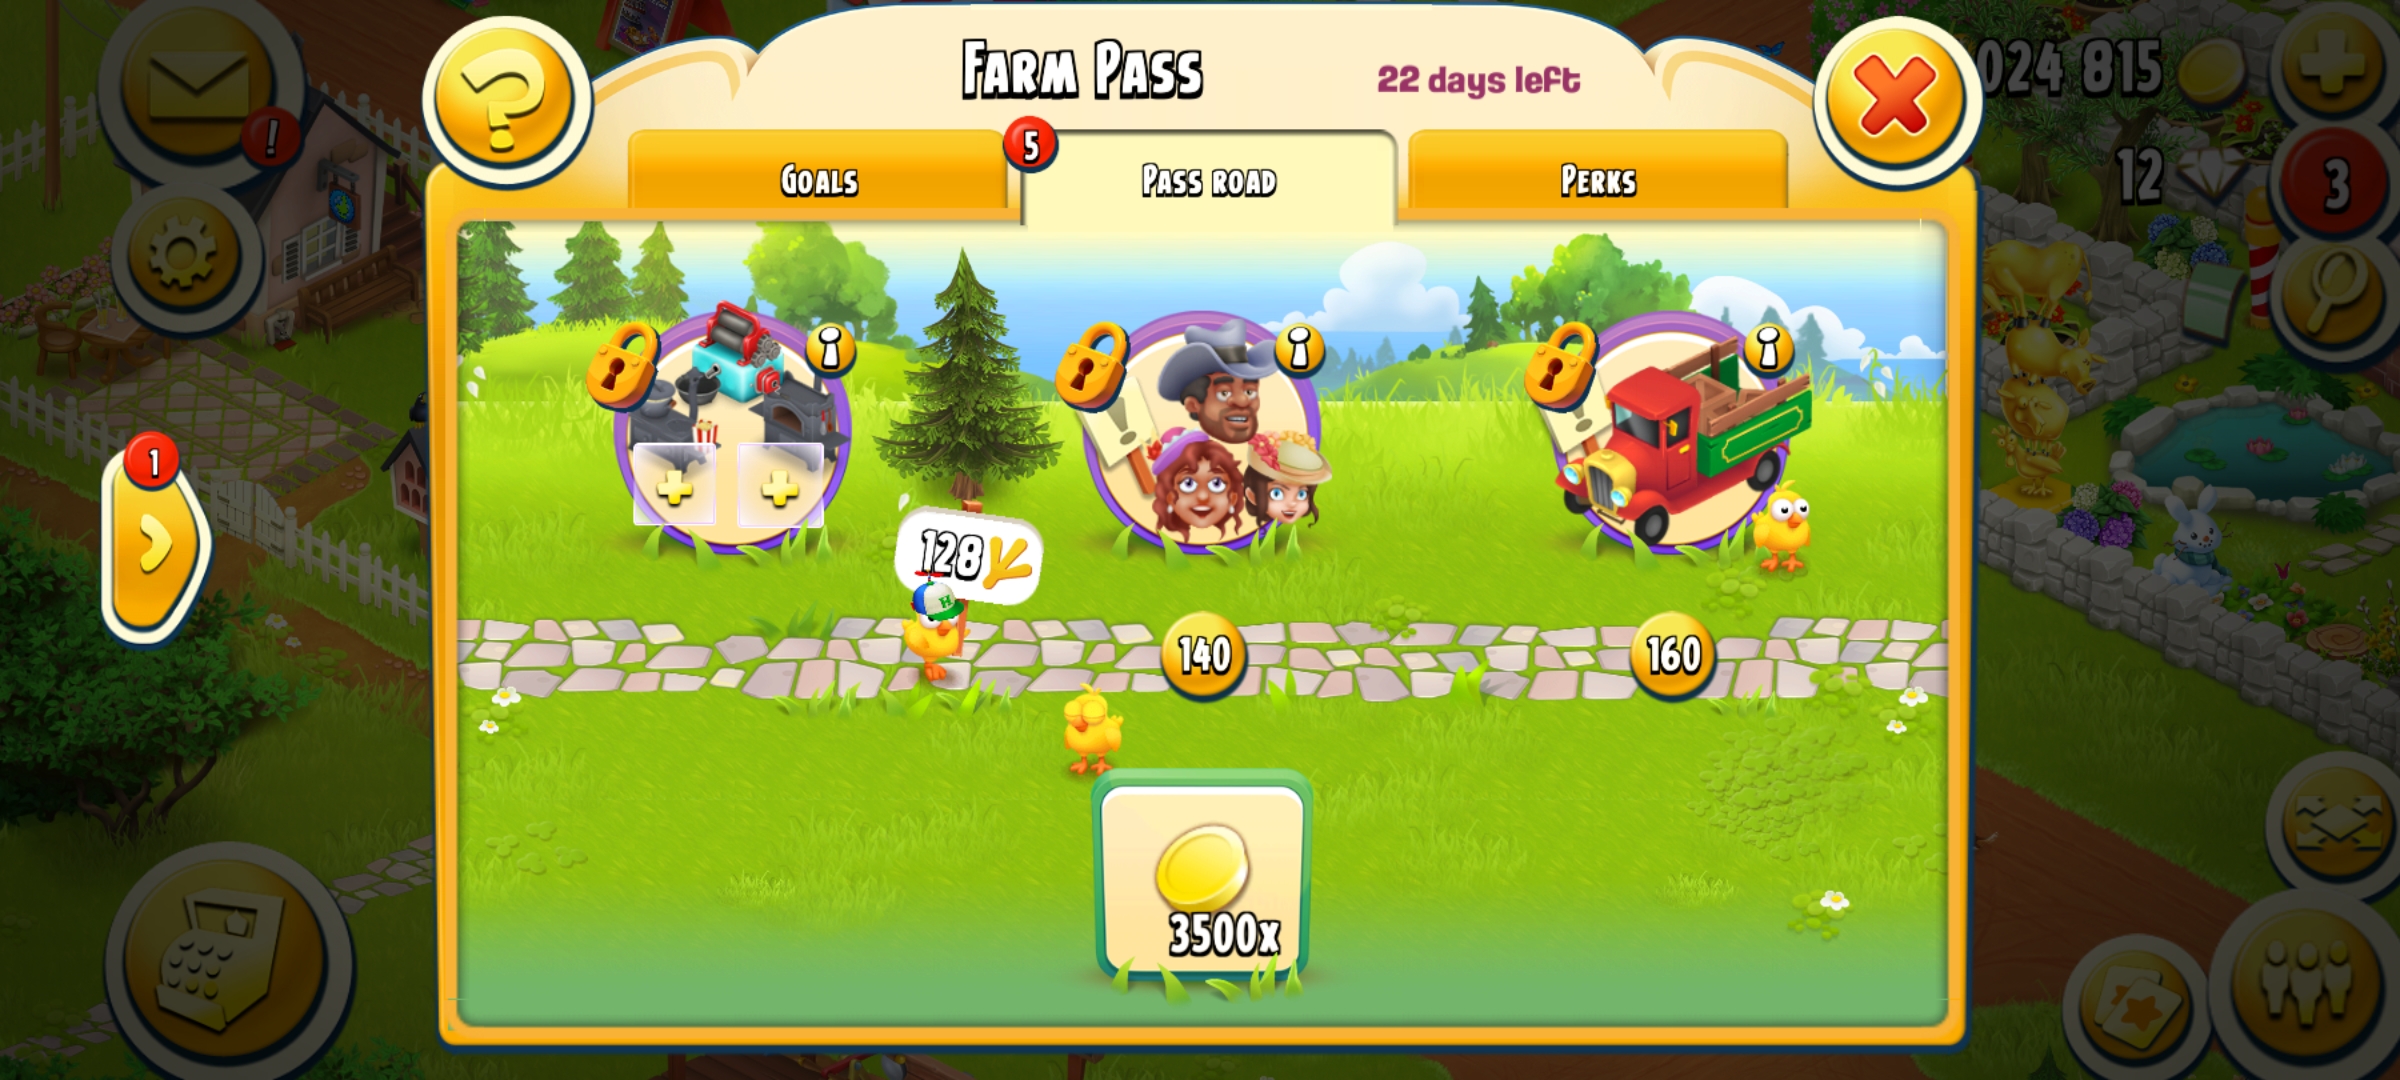 FARM PASS
22 days left
024 815
12
3
!
GOALS
5
PASS ROAD
PERKS
1
128
H
140
160
3500x